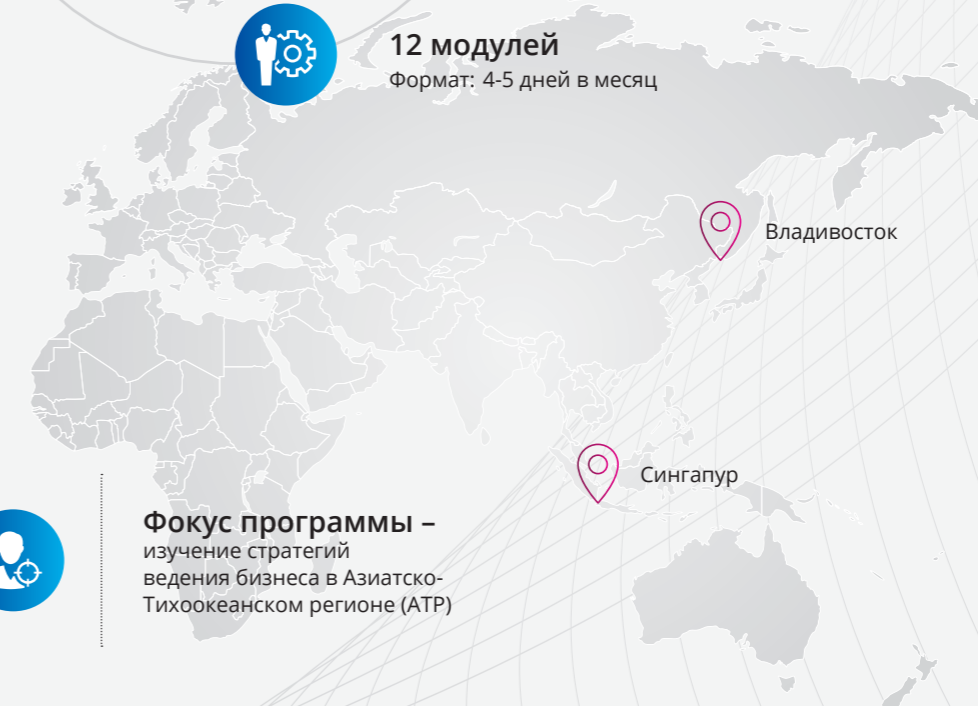 12 модулей
Формат: 4-5 дней в месяц
Владивосток
Сингапур
Фокус программы –
изучение стратегий
ведения бизнеса в Азиатско-
Тихоокеанском регионе (АТР)